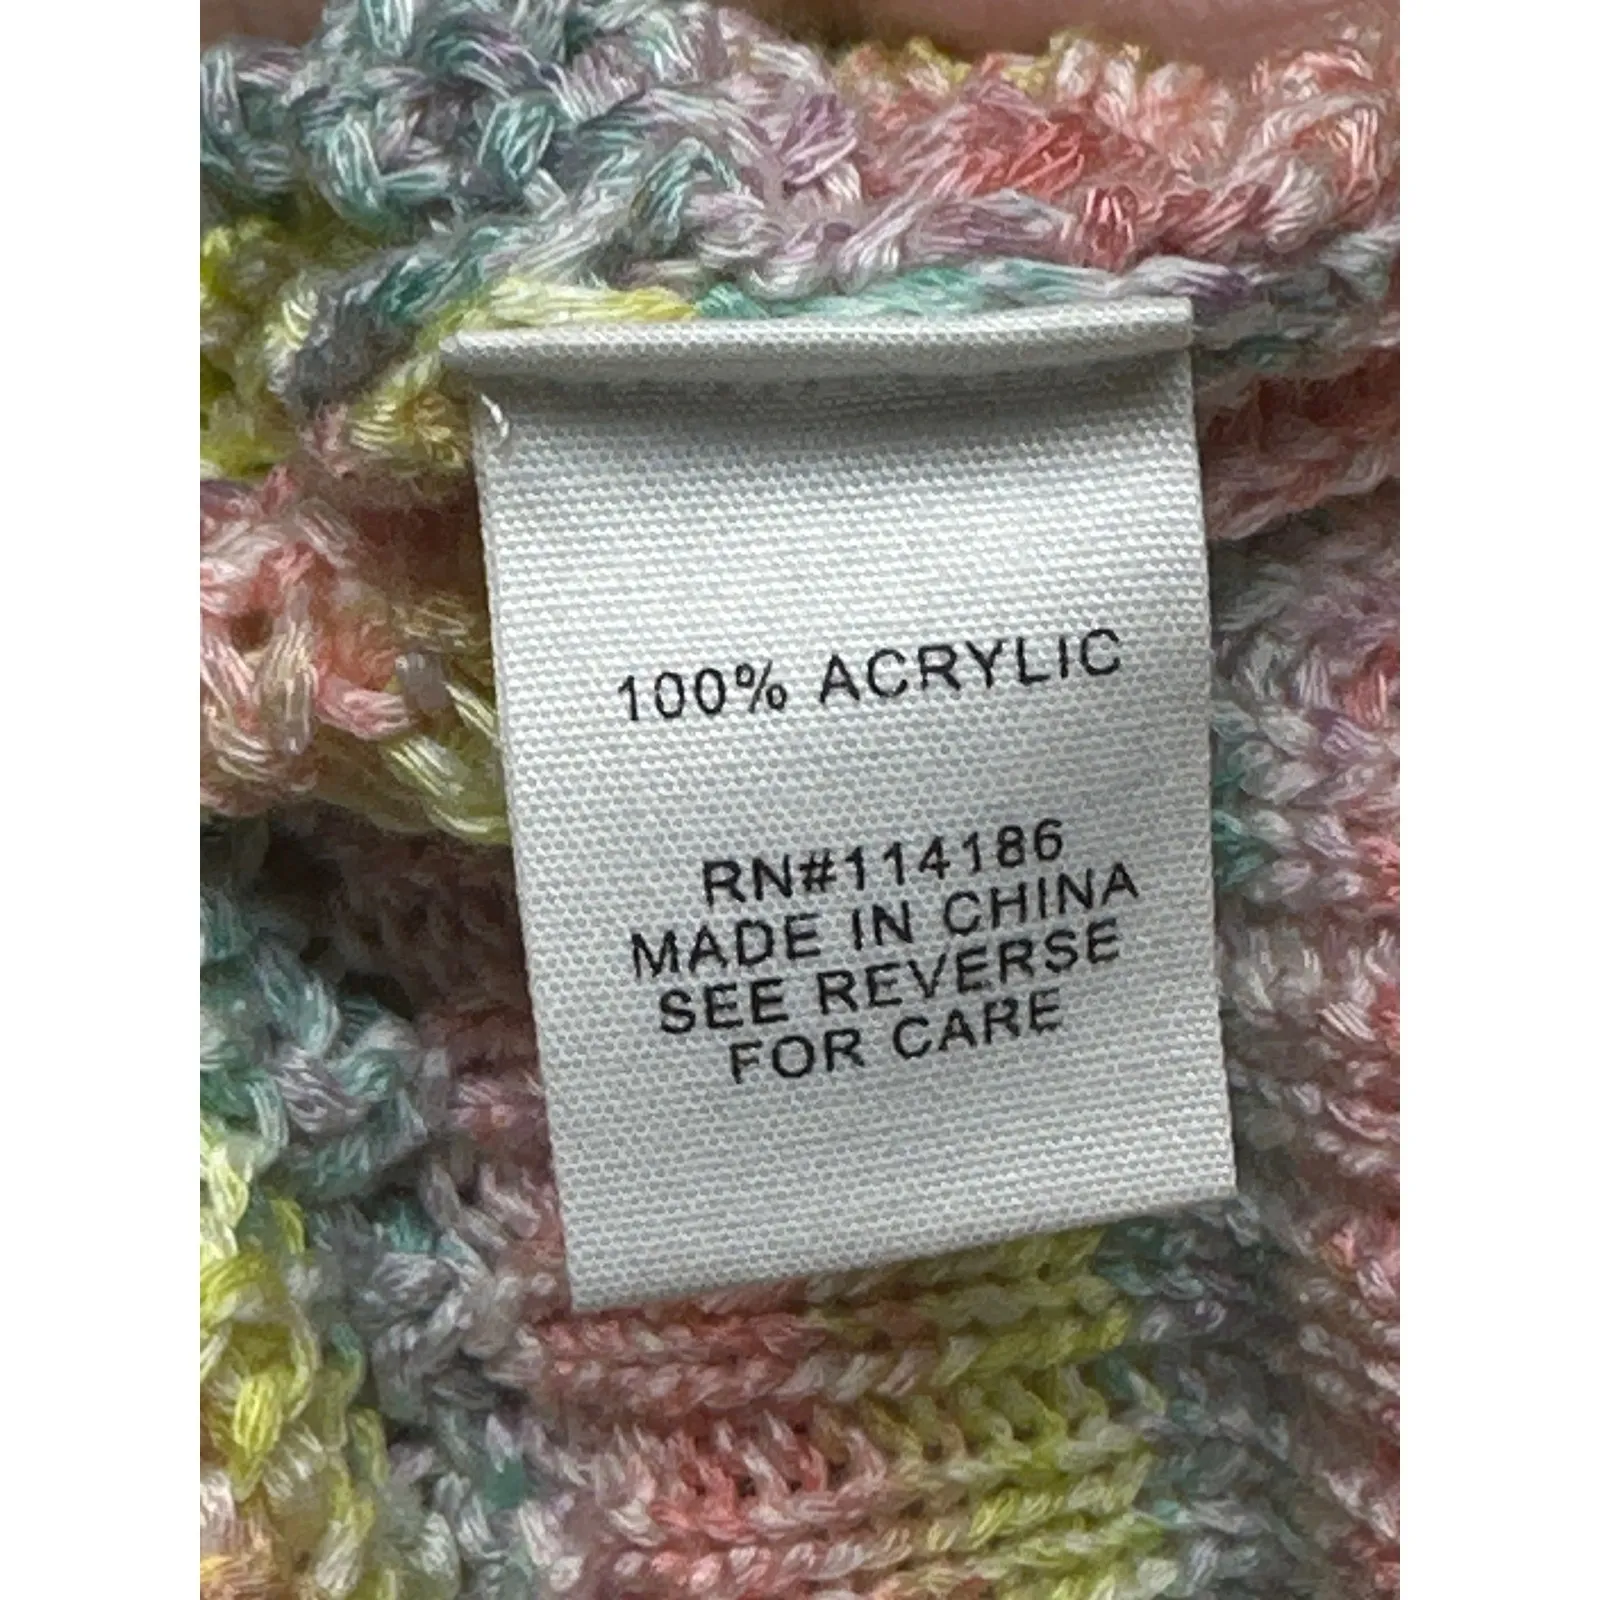 100% ACRYLIC
RN#114186
MADE IN CHINA
SEE REVERSE
FOR CARE